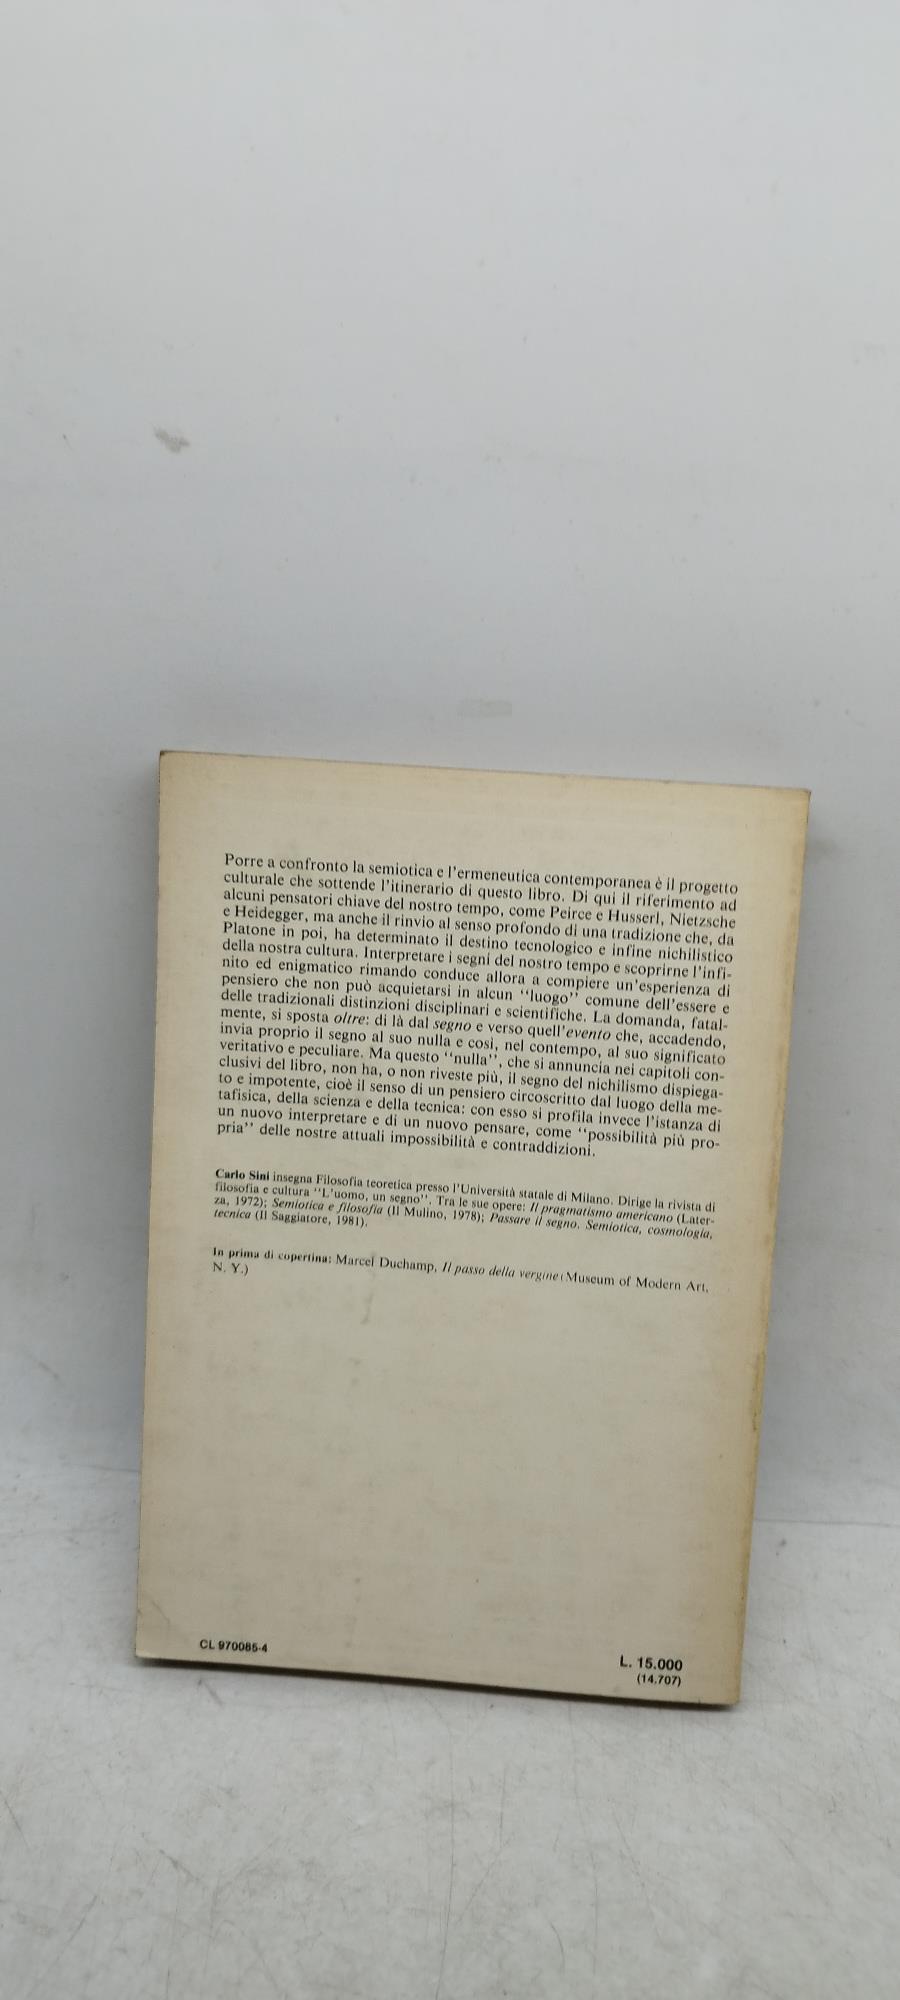 Porre a confronto la semiotica e l'ermeneutica contemporanea è il progetto
culturale che sottende l'itinerario di questo libro. Di qui il riferimento ad
alcuni pensatori chiave del nostro tempo, come Peirce e Husserl, Nietzsche
e Heidegger, ma anche il rinvio al senso profondo di una tradizione che, da
Platone in poi, ha determinato il destino tecnologico e infine nichilistico
della nostra cultura. Interpretare i segni del nostro tempo e scoprirne l'infi-
nito ed enigmatico rimando conduce allora a compiere un'esperienza di
pensiero che non può acquietarsi in alcun "luogo" comune dell'essere e
delle tradizionali distinzioni disciplinari e scientifiche. La domanda, fatal-
mente, si sposta oltre: di là dal segno e verso quell'evento che, accadendo,
invia proprio il segno al suo nulla e così, nel contempo, al suo significato
veritativo e peculiare. Ma questo "nulla", che si annuncia nei capitoli con-
clusivi del libro, non ha, o non riveste più, il segno del nichilismo dispiega-
to e impotente, cioè il senso di un pensiero circoscritto dal luogo della me-
tafisica, della scienza e della tecnica: con esso si profila invece l'istanza di
un nuovo interpretare e di un nuovo pensare, come "possibilità più pro-
pria" delle nostre attuali impossibilità e contraddizioni.
Carlo Sini insegna Filosofia teoretica presso l'Università statale di Milano. Dirige la rivista di
filosofia e cultura "L'uomo, un segno". Tra le sue opere: Il pragmatismo americano (Later-
za, 1972); Semiotica e filosofia (Il Mulino, 1978); Passare il segno. Semiotica, cosmologia,
tecnica (Il Saggiatore, 1981).
In prima di copertina: Marcel Duchamp, Il passo della vergine (Museum of Modern Art,
N. Y.)
CL 970085-4
L. 15.000
(14.707)